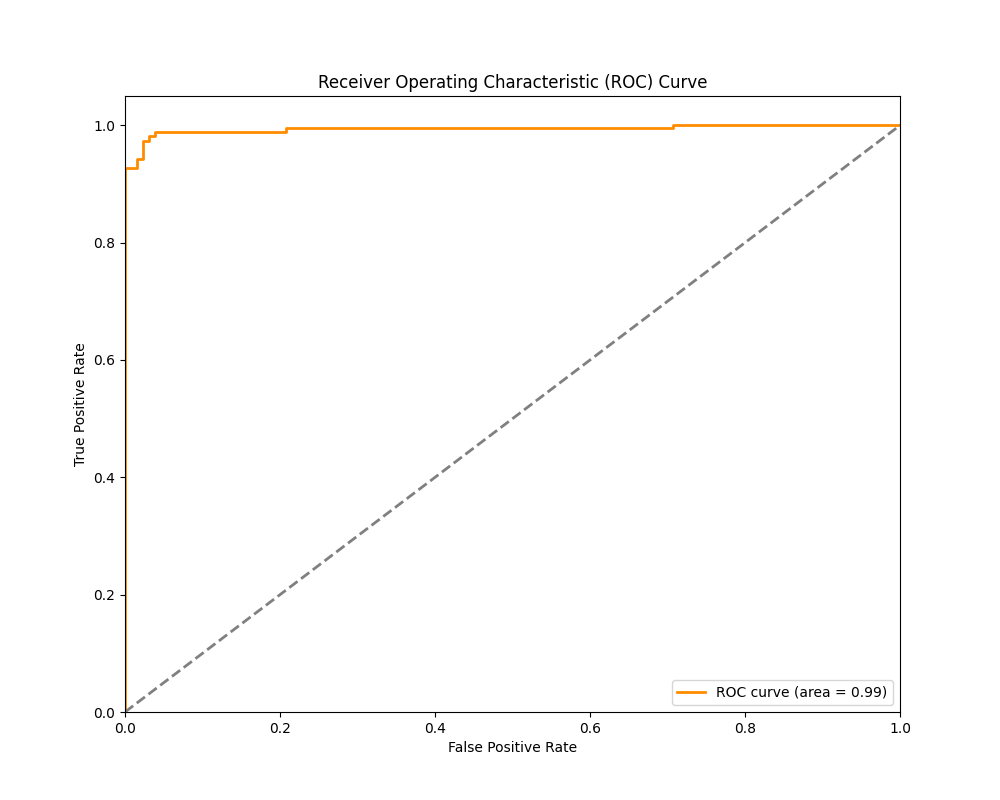 Receiver Operating Characteristic (ROC) Curve
1.0
0.8
0.6
0.4
0.2
0.0
True Positive Rate
ROC curve (area = 0.99)
0.0 0.2 0.4 0.6 0.8 1.0
False Positive Rate